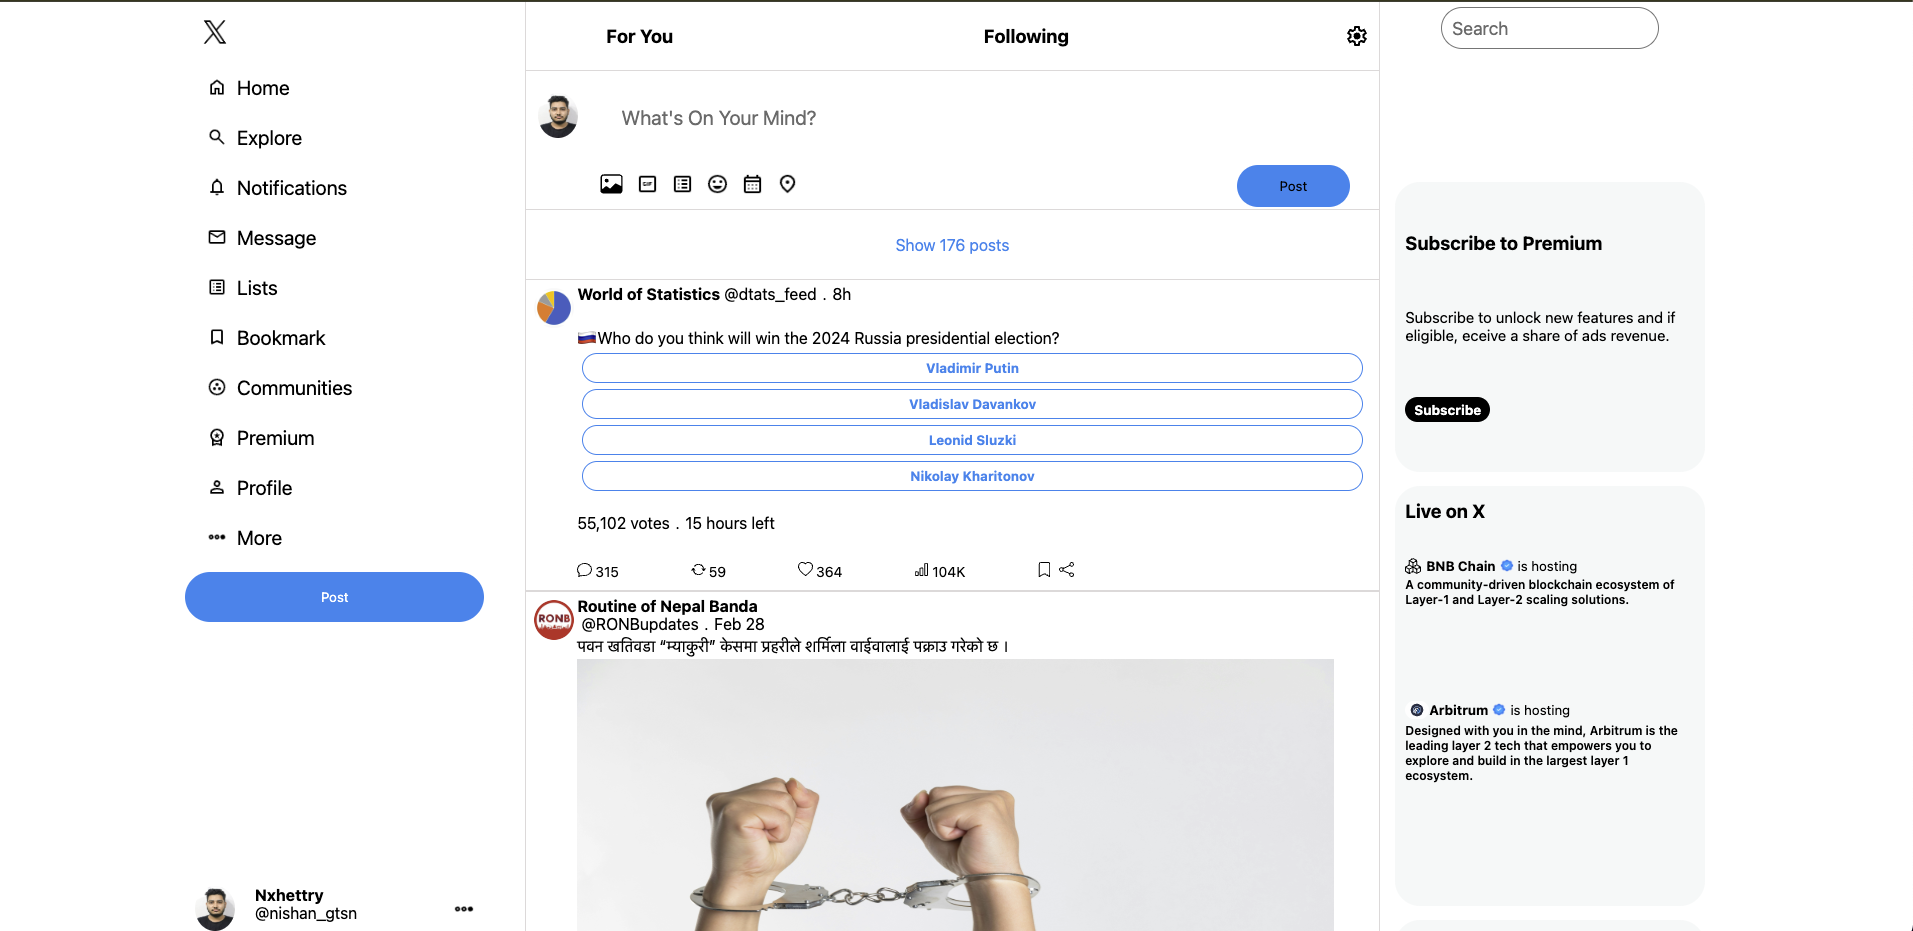 Home
Explore
Notifications
Message
Lists
Bookmark
Communities
Premium
Profile
More
Post
Nxhettry
@nishan_gtsn
For You
Following
What's On Your Mind?
GIF
Post
Show 176 posts
World of Statistics @dtats_feed . 8h
Who do you think will win the 2024 Russia presidential election?
Vladimir Putin
Vladislav Davankov
Leonid Sluzki
Nikolay Kharitonov
55,102 votes . 15 hours left
315 59 364 104K
RONB
Routine of Nepal Banda
@RONBupdates . Feb 28
पवन खतिवडा “म्याकुरी” केसमा प्रहरीले शर्मिला वाईवालाई पक्राउ गरेको छ ।
Search
Subscribe to Premium
Subscribe to unlock new features and if
eligible, eceive a share of ads revenue.
Subscribe
Live on X
BNB Chain is hosting
A community-driven blockchain ecosystem of
Layer-1 and Layer-2 scaling solutions.
Arbitrum is hosting
Designed with you in the mind, Arbitrum is the
leading layer 2 tech that empowers you to
explore and build in the largest layer 1
ecosystem.